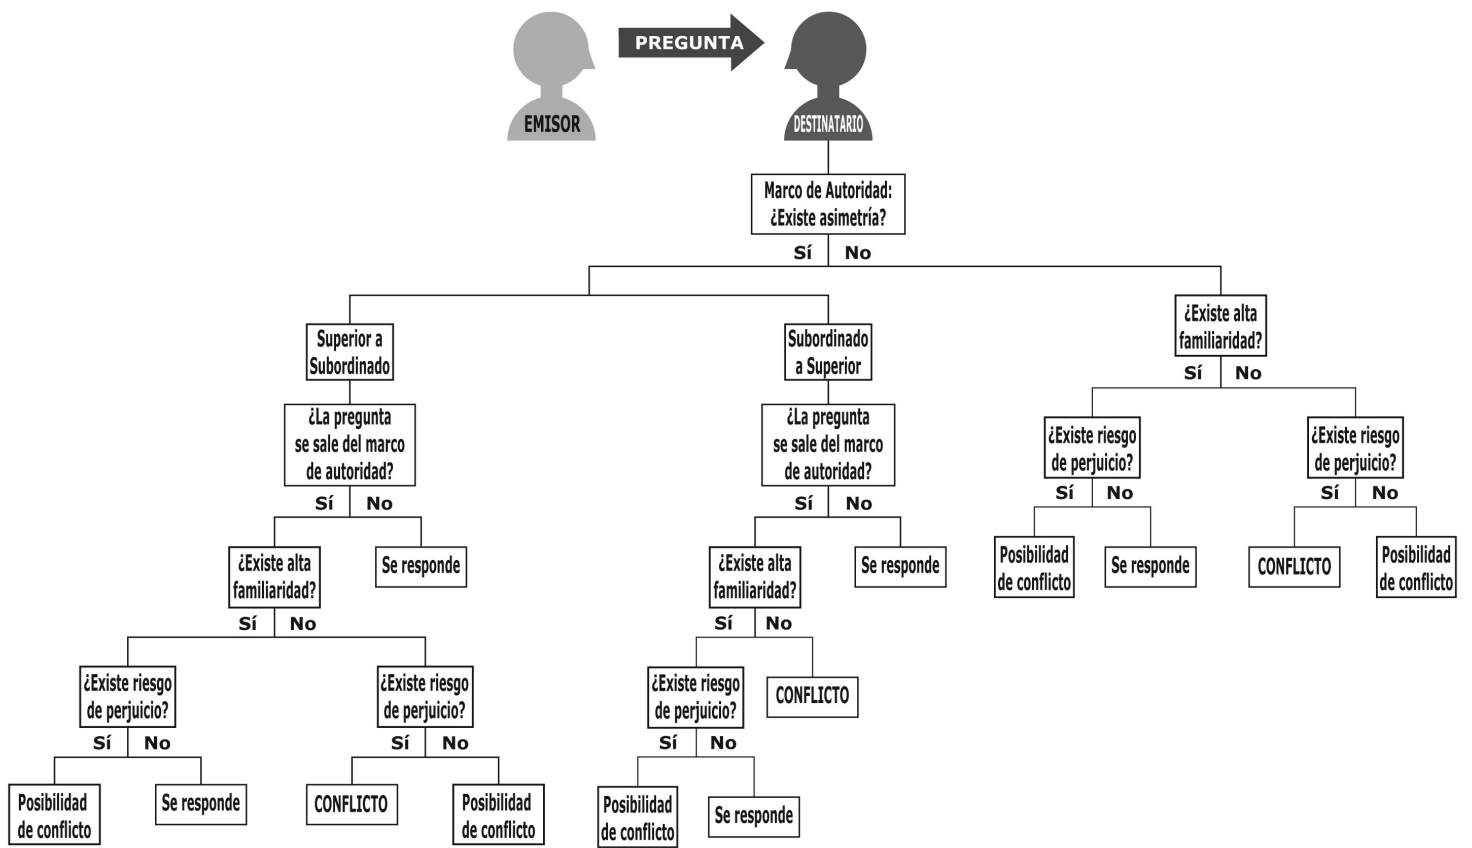 PREGUNTA
EMISOR
DESTINATARIO
Marco de Autoridad:
¿Existe asimetría?
Sí No
Superior a
Subordinado
Subordinado
a Superior
¿Existe alta
familiaridad?
Sí No
¿La pregunta
se sale del marco
de autoridad?
Sí No
¿La pregunta
se sale del marco
de autoridad?
Sí No
¿Existe riesgo
de perjuicio?
Sí No
¿Existe riesgo
de perjuicio?
Sí No
¿Existe alta
familiaridad?
Sí No
Se responde
¿Existe alta
familiaridad?
Sí No
Se responde
Posibilidad
de conflicto
Se responde
CONFLICTO
Posibilidad
de conflicto
¿Existe riesgo
de perjuicio?
Sí No
¿Existe riesgo
de perjuicio?
Sí No
¿Existe riesgo
de perjuicio?
Sí No
CONFLICTO
Posibilidad
de conflicto
Se responde
CONFLICTO
Posibilidad
de conflicto
Posibilidad
de conflicto
Se responde